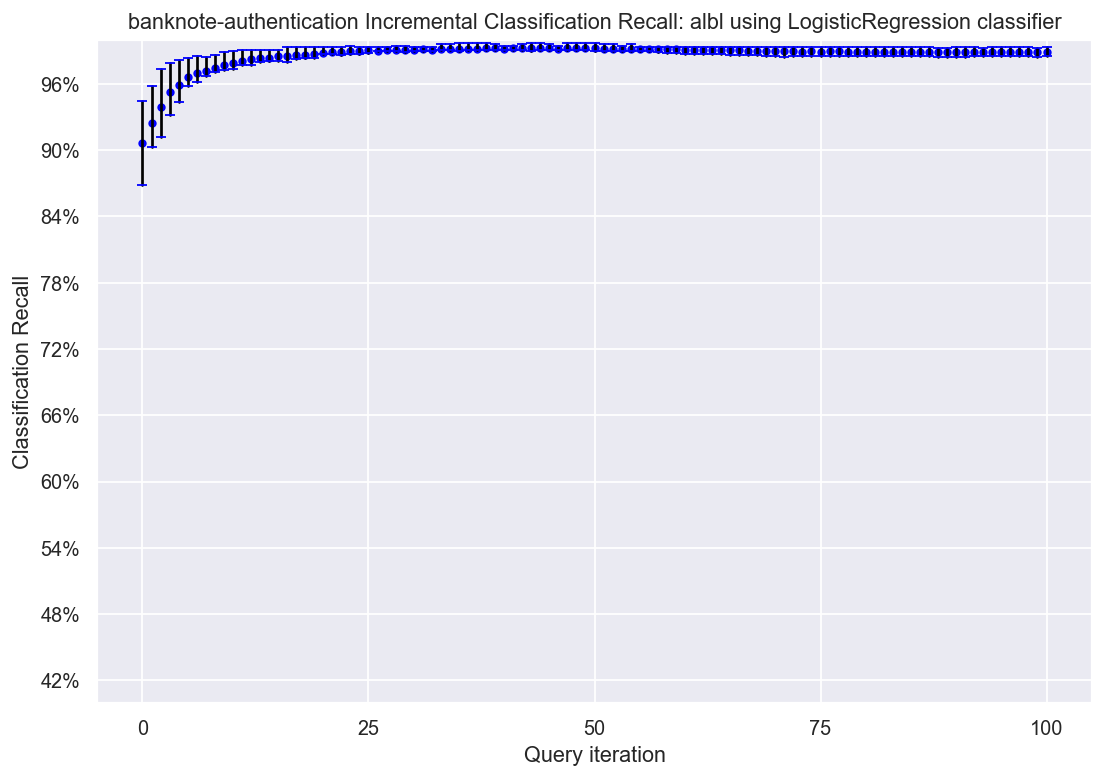 banknote-authentication Incremental Classification Recall: albl using LogisticRegression classifier
96%
90%
84%
78%
72%
66%
60%
54%
48%
42%
Classification Recall
0 25 50 75 100
Query iteration